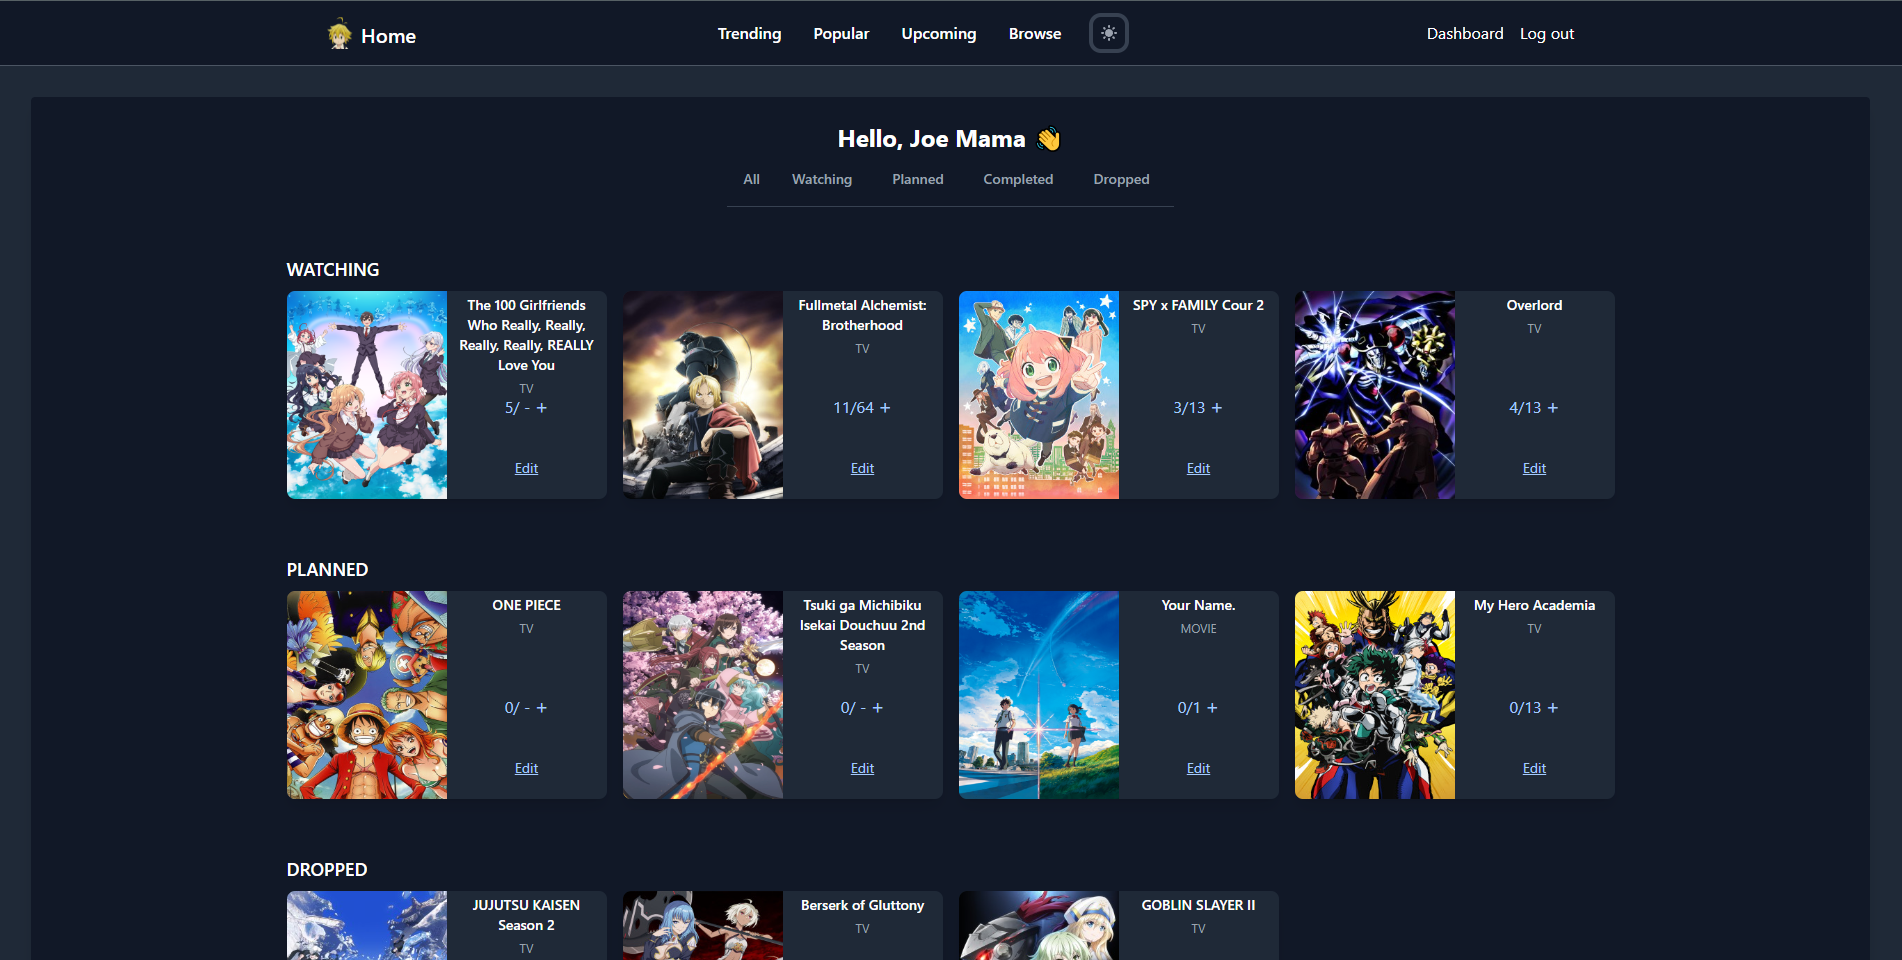 Home
Trending
Popular
Upcoming
Browse
Dashboard
Log out
Hello, Joe Mama 👋
All
Watching
Planned
Completed
Dropped
WATCHING
The 100 Girlfriends
Who Really, Really,
Really, Really, REALLY
Love You
TV
5/ - +
Edit
Fullmetal Alchemist:
Brotherhood
TV
11/64 +
Edit
SPY x FAMILY Cour 2
TV
3/13 +
Edit
Overlord
TV
4/13 +
Edit
PLANNED
ONE PIECE
TV
0/ - +
Edit
Tsuki ga Michibiku
Isekai Douchuu 2nd
Season
TV
0/ - +
Edit
Your Name.
MOVIE
0/1 +
Edit
My Hero Academia
TV
0/13 +
Edit
DROPPED
JUJUTSU KAISEN
Season 2
TV
Berserk of Gluttony
TV
GOBLIN SLAYER II
TV